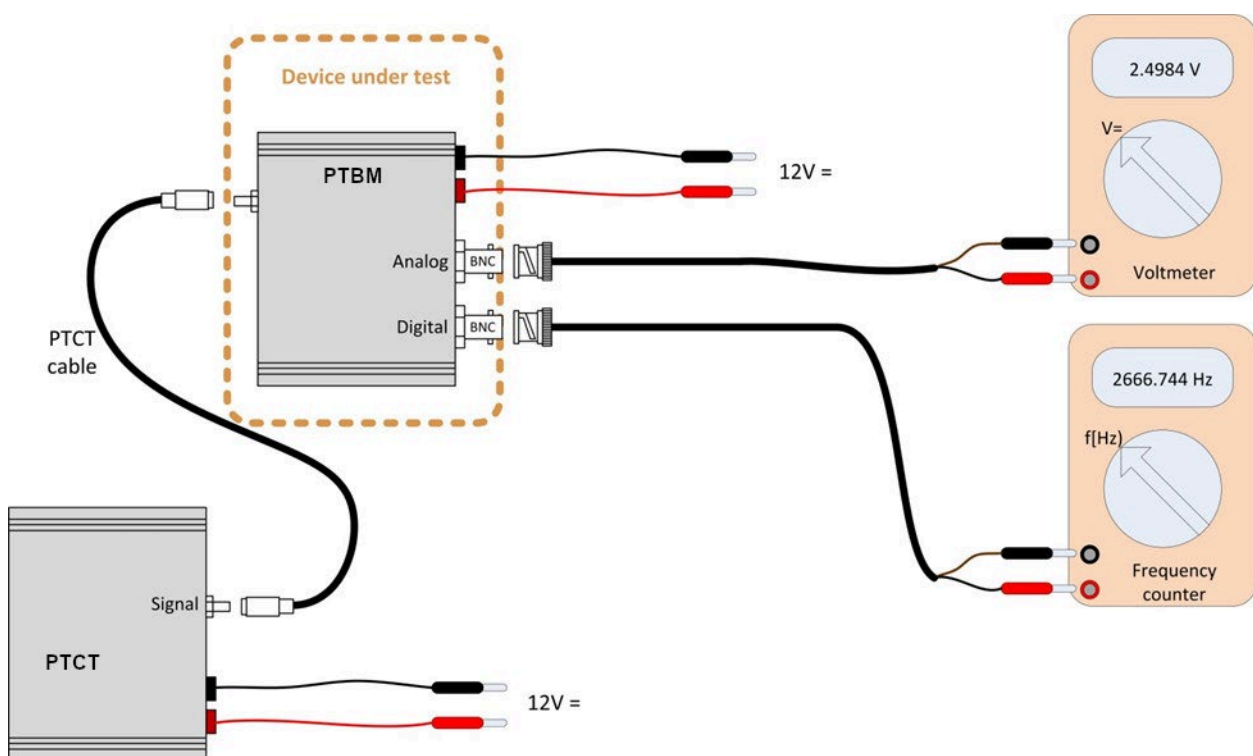 Device under test
PTBM
12V =
Analog
BNC
Digital
BNC
2.4984 V
V=
Voltmeter
2666.744 Hz
f[Hz)
Frequency
counter
PTCT
cable
Signal
PTCT
12V =